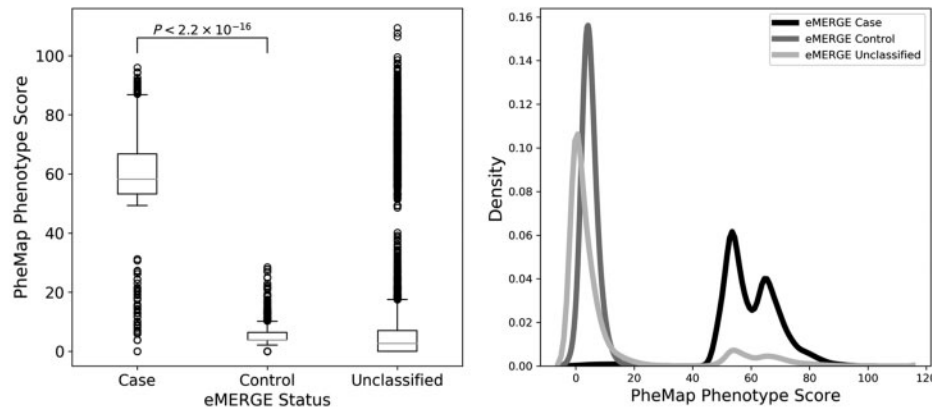 P < 2.2 × 10⁻¹⁶
PheMap Phenotype Score
100
80
60
40
20
0
Case
Control
Unclassified
eMERGE Status
0.16
0.14
0.12
0.10
0.08
0.06
0.04
0.02
0.00
Density
eMERGE Case
eMERGE Control
eMERGE Unclassified
0
20
40
60
80
100
120
PheMap Phenotype Score